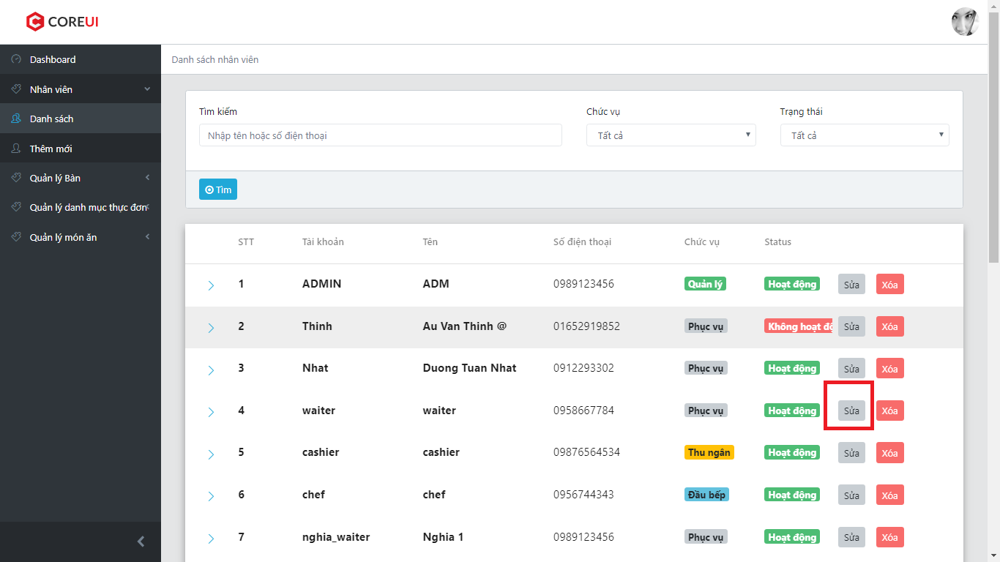 COREUI
Dashboard
Nhân viên
Danh sách
Thêm mới
Quản lý Bàn
Quản lý danh mục thực đơn
Quản lý món ăn
Danh sách nhân viên
Tìm kiếm Chức vụ Trạng thái
Nhập tên hoặc số điện thoại Tất cả Tất cả
Tìm
STT Tài khoản Tên Số điện thoại Chức vụ Status
1 ADMIN ADM 0989123456 Quản lý Hoạt động Sửa Xóa
2 Thinh Au Van Thinh @ 01652919852 Phục vụ Không hoạt Sửa Xóa
3 Nhat Duong Tuan Nhat 0912293302 Phục vụ Hoạt động Sửa Xóa
4 waiter waiter 0958667784 Phục vụ Hoạt động Sửa Xóa
5 cashier cashier 09876564534 Thu ngân Hoạt động Sửa Xóa
6 chef chef 0956744343 Đầu bếp Hoạt động Sửa Xóa
7 nghia_waiter Nghia 1 0989123456 Phục vụ Hoạt động Sửa Xóa